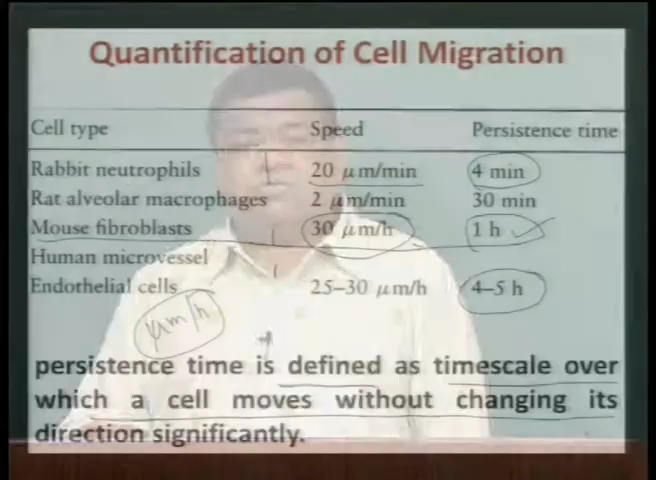 Quantification of Cell Migration
Cell type Speed Persistence time
Rabbit neutrophils 20 μm/min 4 min
Rat alveolar macrophages 2 μm/min 30 min
Mouse fibroblasts 30 μm/h 1 h
Human microvessel
Endothelial cells 25–30 μm/h 4–5 h
μm/h
persistence time is defined as timescale over
which a cell moves without changing its
direction significantly.